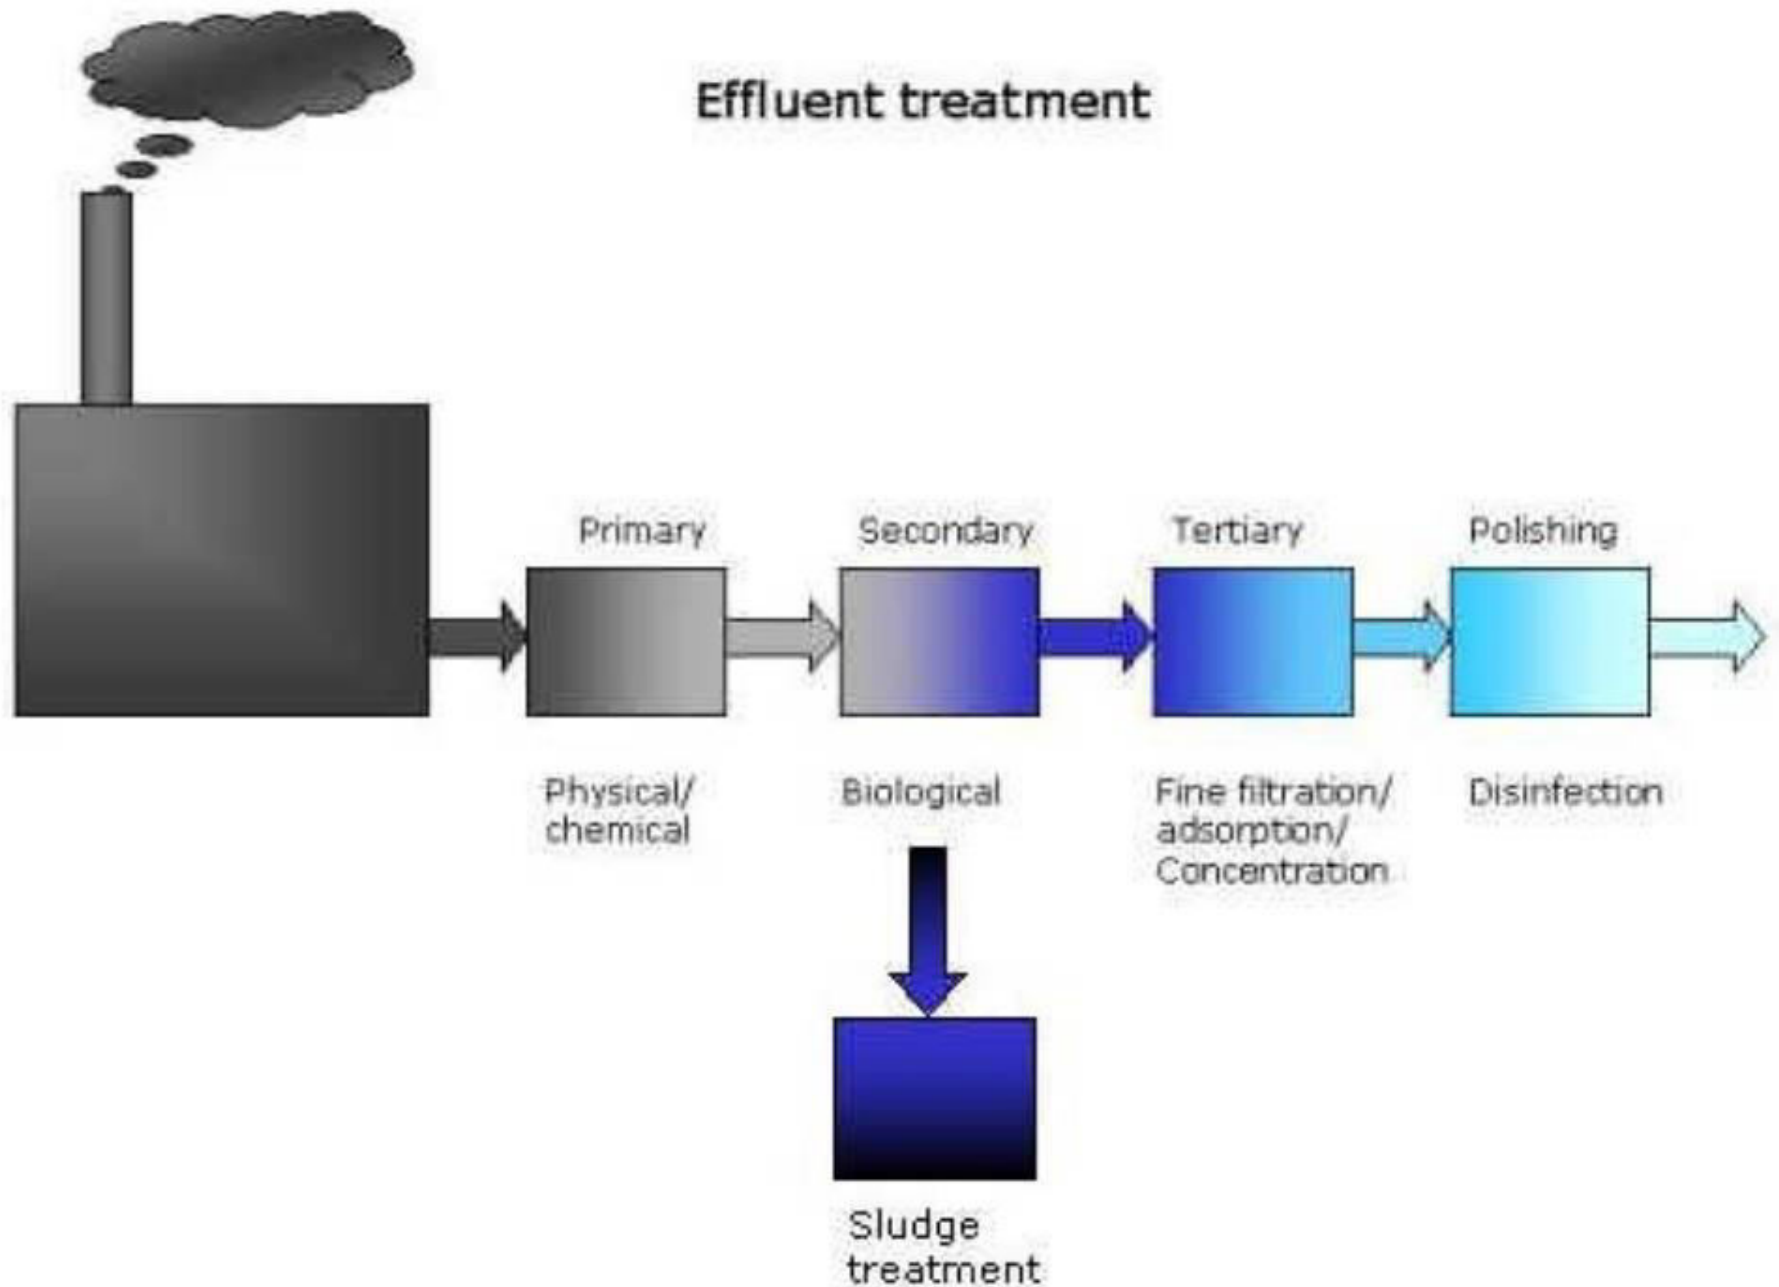 Effluent treatment
Primary
Secondary
Tertiary
Polishing
Physical/
chemical
Biological
Fine filtration/
adsorption/
Concentration
Disinfection
Sludge
treatment